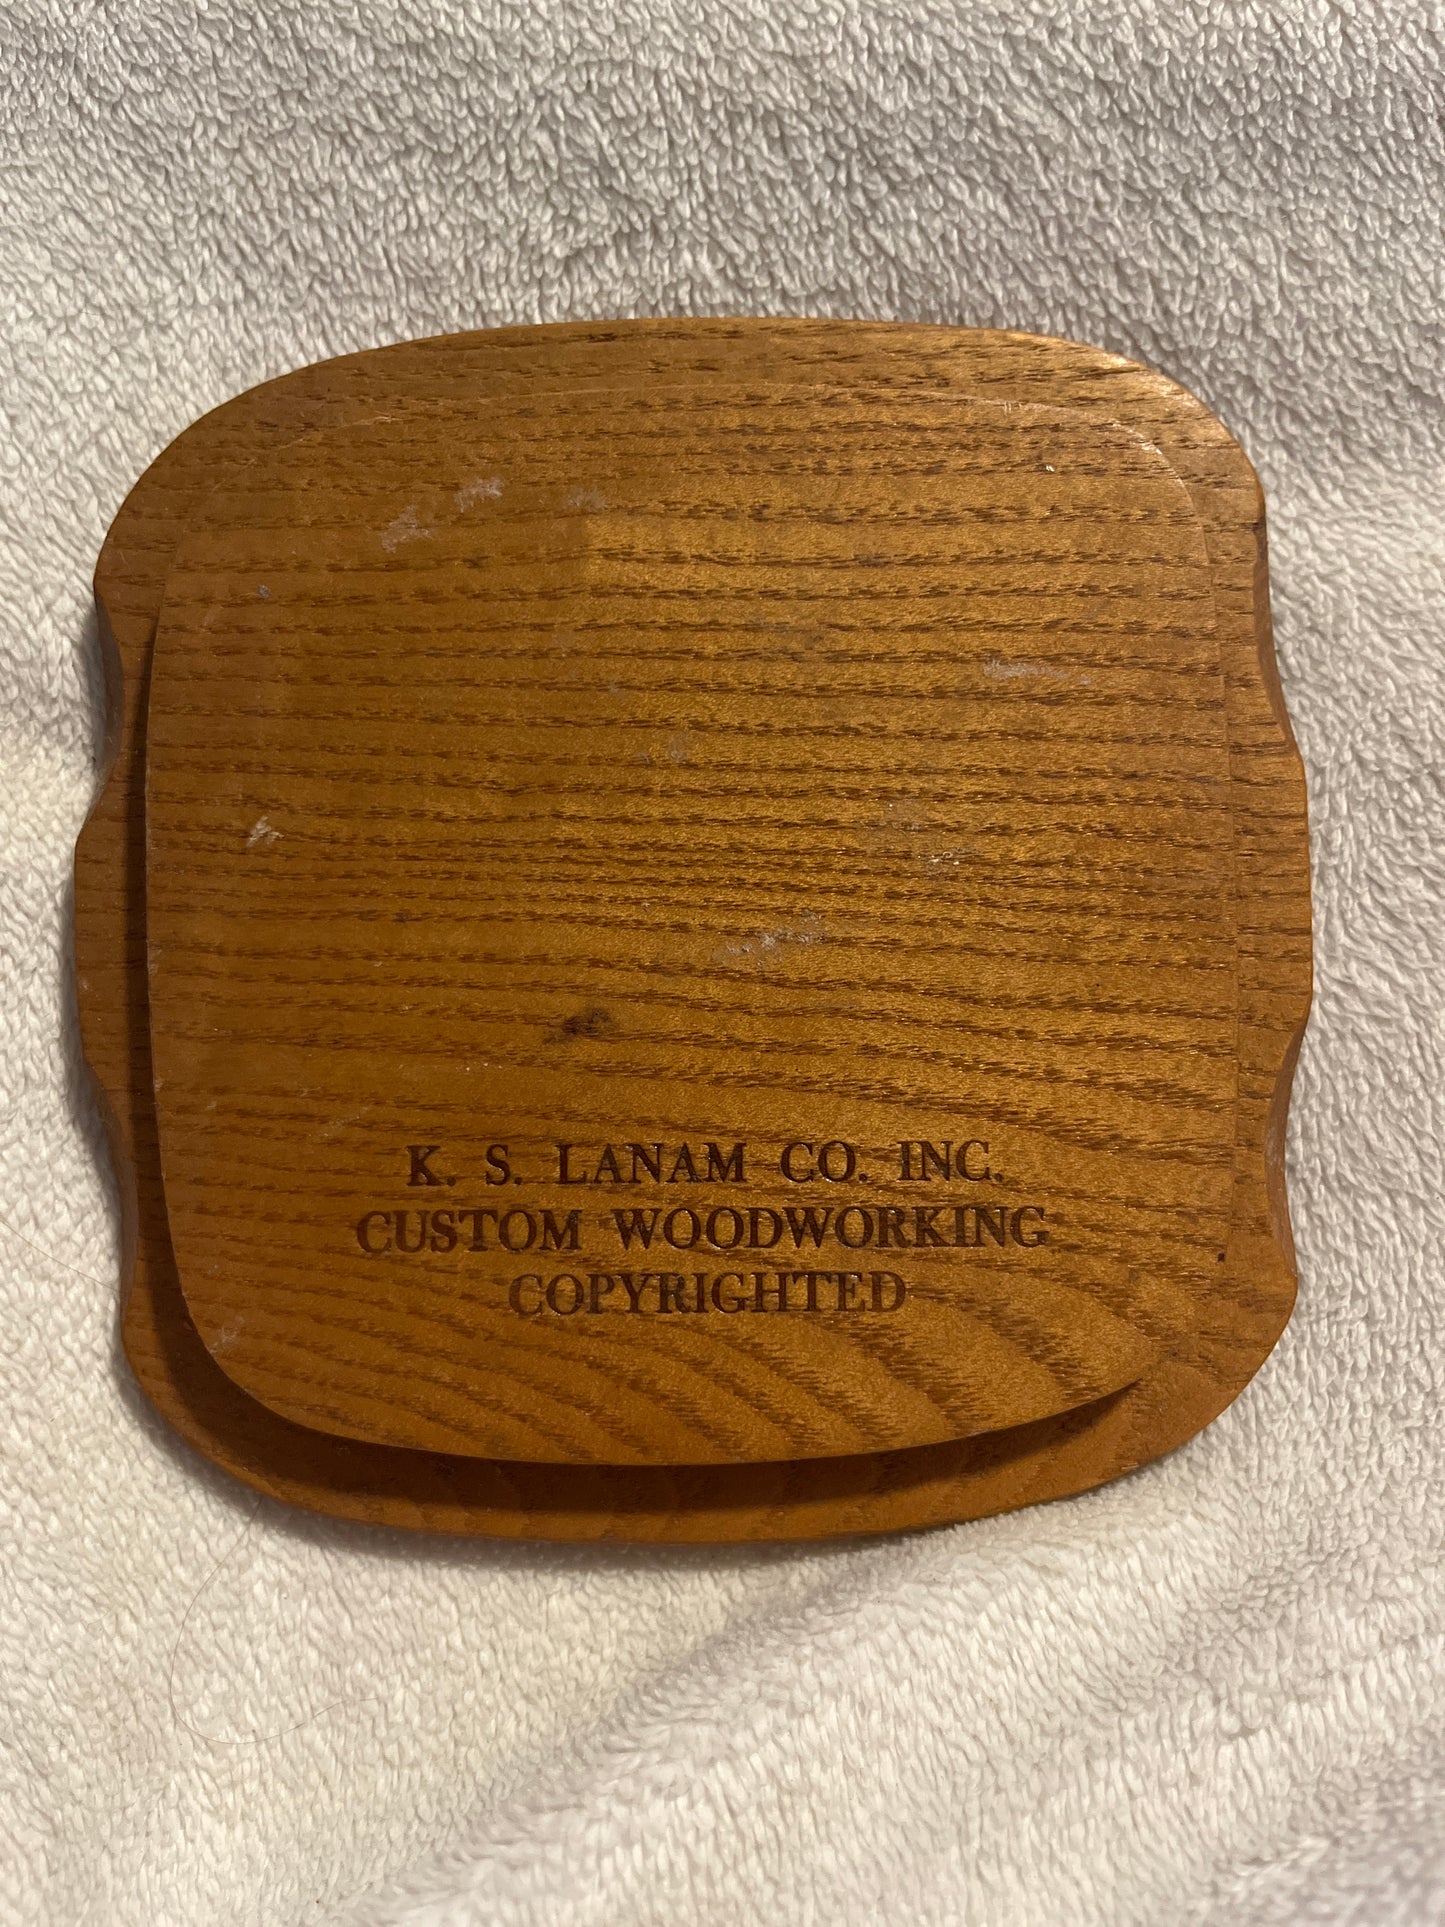 K. S. LANAM CO. INC.
CUSTOM WOODWORKING
COPYRIGHTED